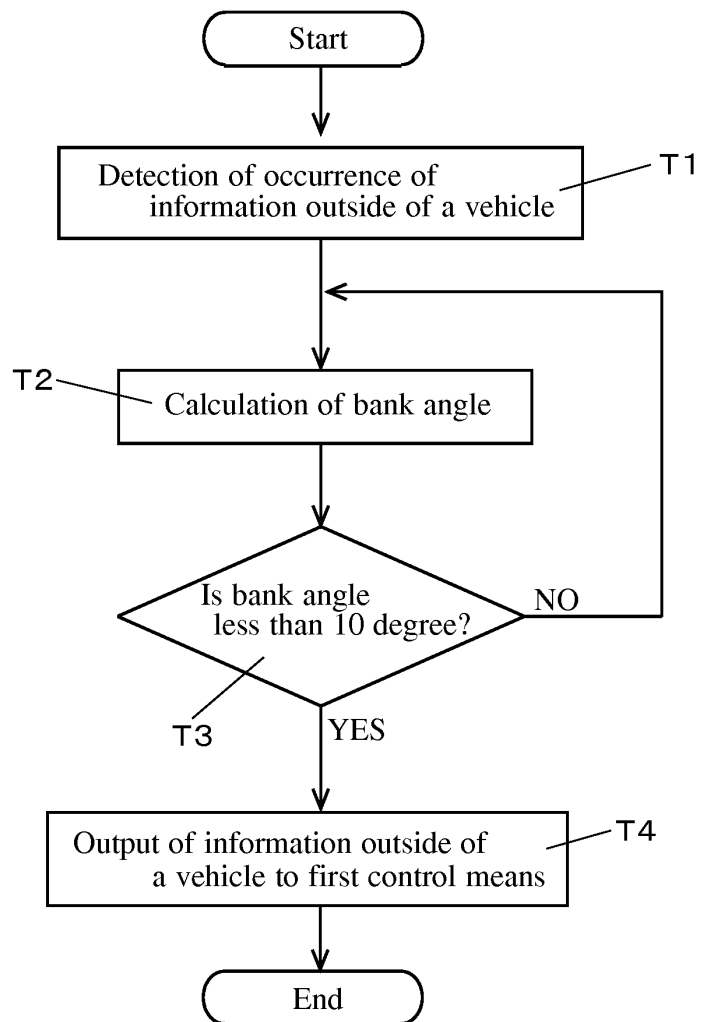 Start
Detection of occurrence of
information outside of a vehicle
T1
T2
Calculation of bank angle
Is bank angle
less than 10 degree?
NO
T3
YES
Output of information outside of
a vehicle to first control means
T4
End